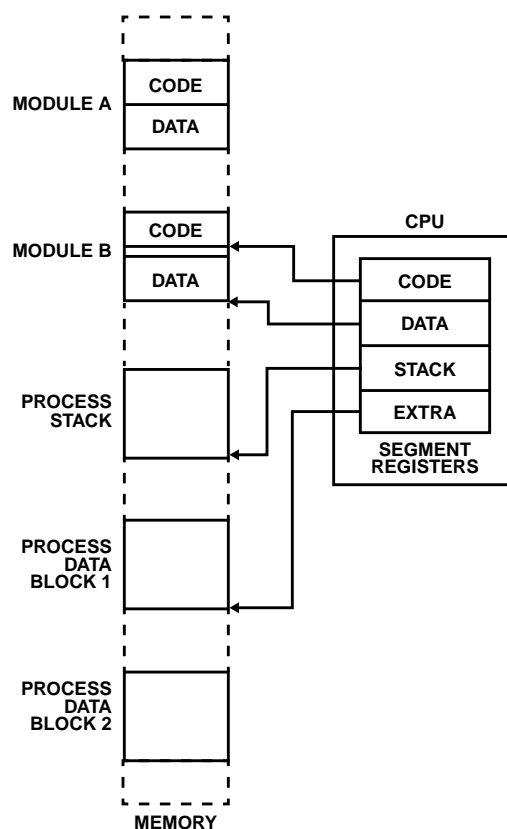 CODE
MODULE A
DATA
CPU
CODE
MODULE B
DATA
CODE
DATA
STACK
EXTRA
SEGMENT
REGISTERS
PROCESS
STACK
PROCESS
DATA
BLOCK 1
PROCESS
DATA
BLOCK 2
MEMORY